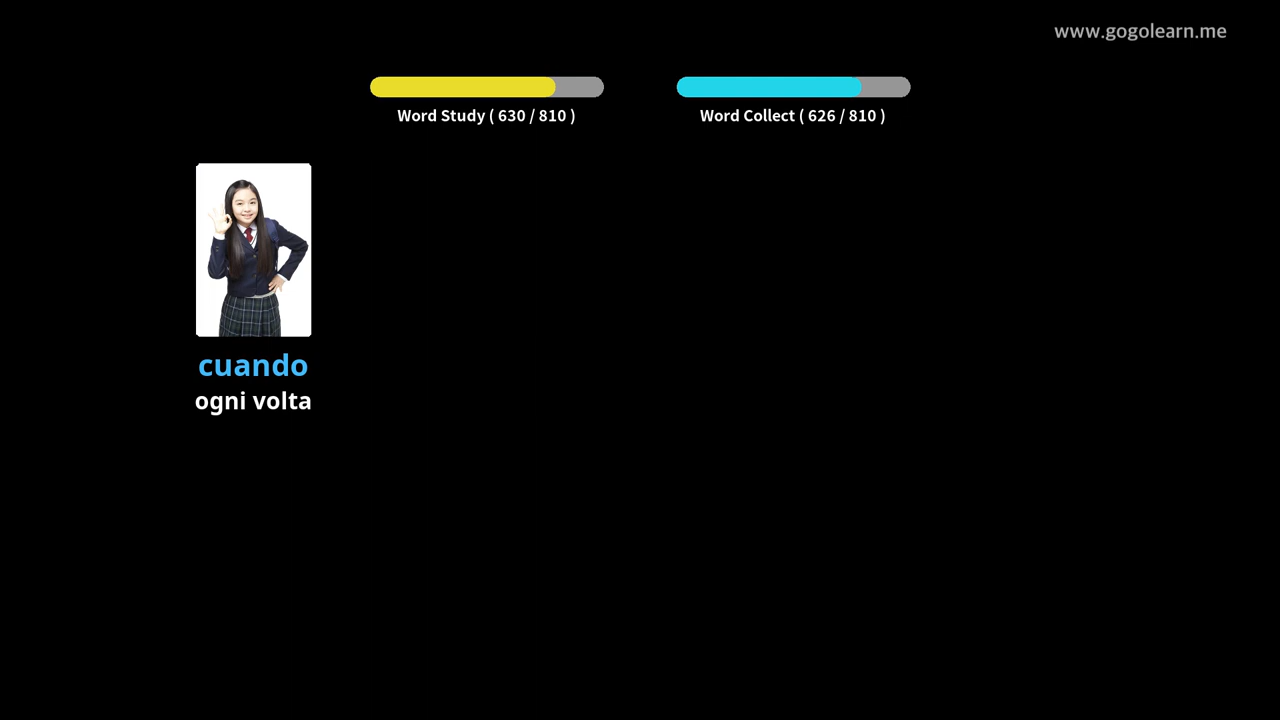 www.gogolearn.me
Word Study ( 630 / 810 )
Word Collect ( 626 / 810 )
cuando
ogni volta